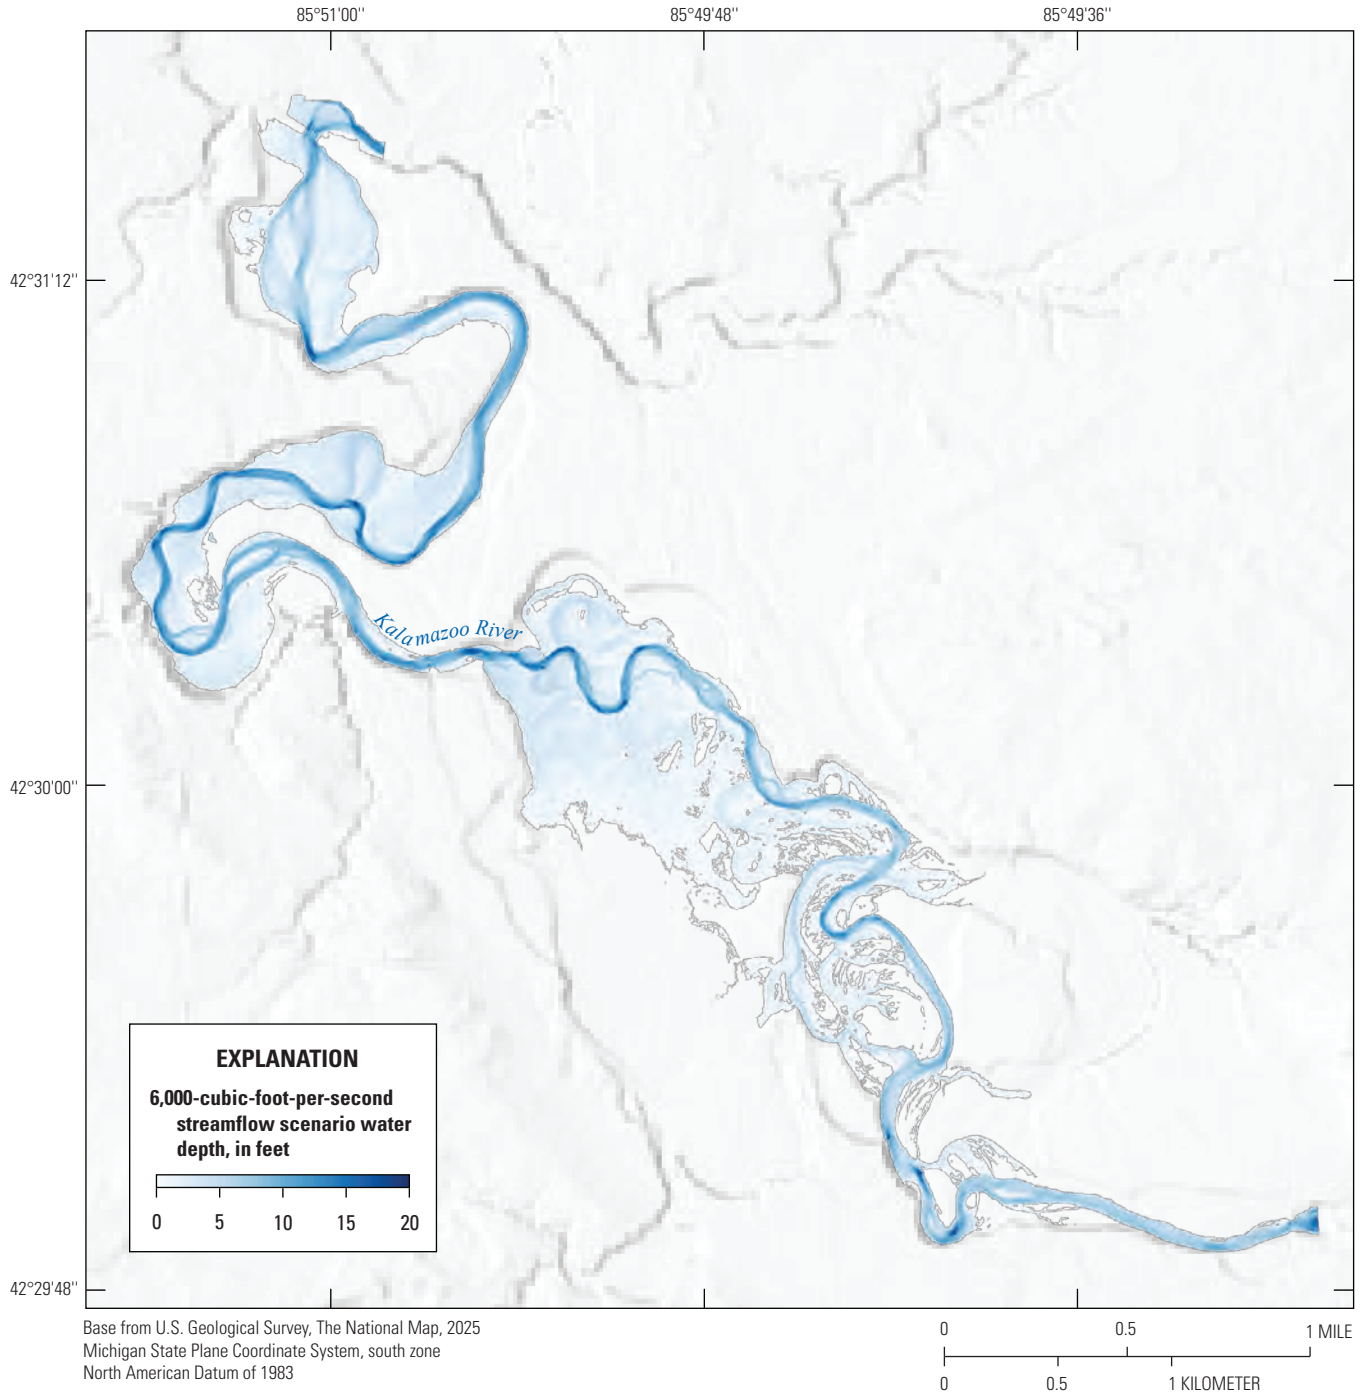 85°51'00"
85°49'48"
85°49'36"
42°31'12"
42°30'00"
42°29'48"
Kalamazoo River
EXPLANATION
6,000-cubic-foot-per-second
streamflow scenario water
depth, in feet
0 5 10 15 20
Base from U.S. Geological Survey, The National Map, 2025
Michigan State Plane Coordinate System, south zone
North American Datum of 1983
0 0.5 1 MILE
0 0.5 1 KILOMETER